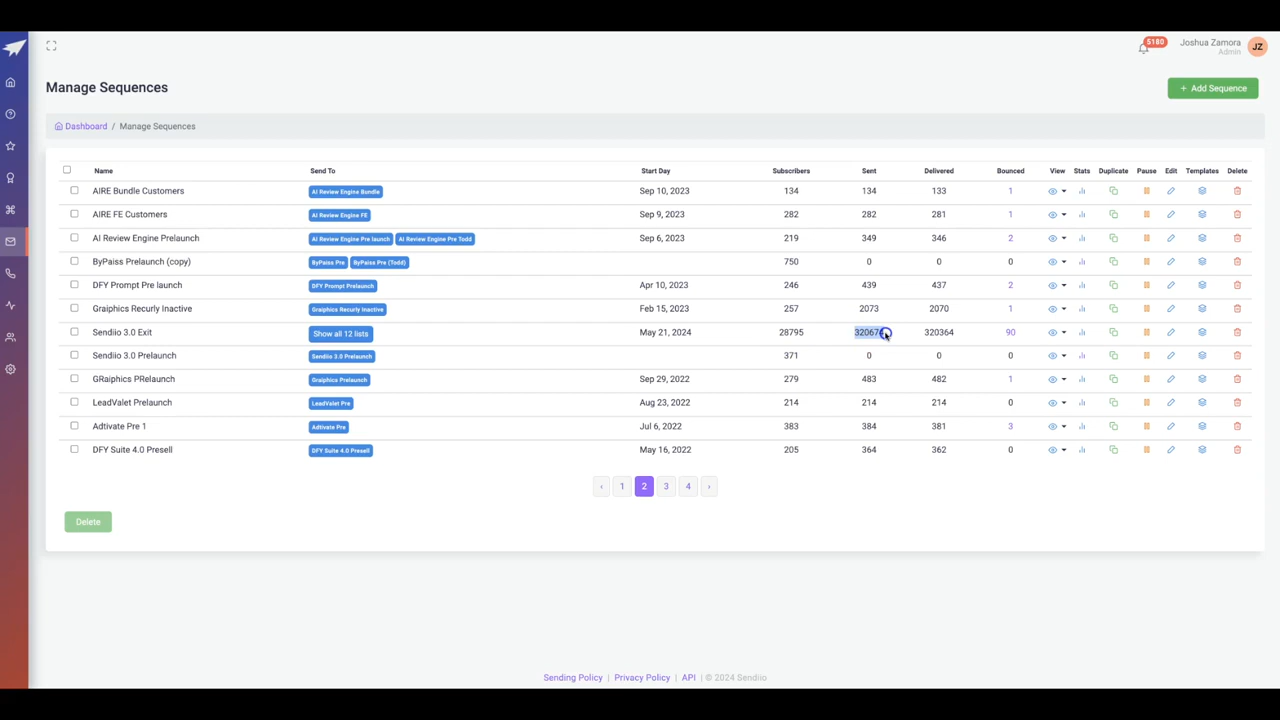 5180
Joshua Zamora
Admin
JZ
Manage Sequences
+ Add Sequence
Dashboard / Manage Sequences
Name Send To Start Day Subscribers Sent Delivered Bounced View Stats Duplicate Pause Edit Templates Delete
AIRE Bundle Customers AI Review Engine Bundle Sep 10, 2023 134 134 133 1
AIRE FE Customers AI Review Engine FE Sep 9, 2023 282 282 281 1
AI Review Engine Prelaunch AI Review Engine Pre launch AI Review Engine Pre Todd Sep 6, 2023 219 349 346 2
ByPaiss Prelaunch (copy) ByPaiss Pre ByPaiss Pre (Todd) 750 0 0 0
DFY Prompt Pre launch DFY Prompt Prelaunch Apr 10, 2023 246 439 437 2
Graiphics Recurly Inactive Graiphics Recurly Inactive Feb 15, 2023 257 2073 2070 1
Sendiio 3.0 Exit Show all 12 lists May 21, 2024 28795 320364 90
Sendiio 3.0 Prelaunch Sendiio 3.0 Prelaunch 371 0 0 0
GRaiphics PRelaunch Graiphics Prelaunch Sep 29, 2022 279 483 482 1
LeadValet Prelaunch LeadValet Pre Aug 23, 2022 214 214 214 0
Adtivate Pre 1 Adtivate Pre Jul 6, 2022 383 384 381 3
DFY Suite 4.0 Presell DFY Suite 4.0 Presell May 16, 2022 205 364 362 0
‹ 1 2 3 4 ›
Delete
Sending Policy | Privacy Policy | API | © 2024 Sendiio